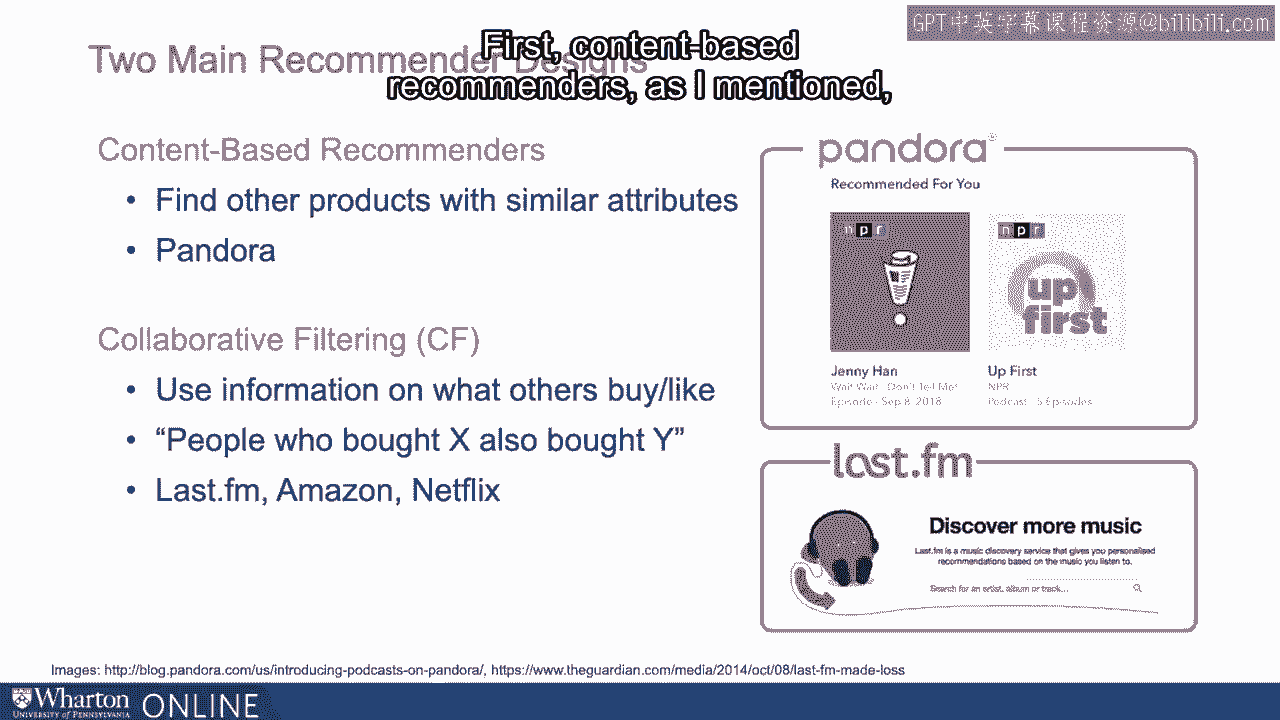 GPT中英字幕课程资源@bilibili.com
First, content-based
recommenders, as I mentioned,
Two Main Recommender Designs
Content-Based Recommenders
• Find other products with similar attributes
• Pandora
Collaborative Filtering (CF)
• Use information on what others buy/like
• “People who bought X also bought Y”
• Last.fm, Amazon, Netflix
pandora
Recommended For You
npr
npr
up
first
Jenny Han
Wait Wait...Don't Tell Me!
Episode · Sep 8, 2018
Up First
NPR
Podcast · 5 Episodes
last.fm
Discover more music
Last.fm is a music discovery service that gives you personalised
recommendations based on the music you listen to.
Search for an artist, album or track...
Images: http://blog.pandora.com/us/introducing-podcasts-on-pandora/, https://www.theguardian.com/media/2014/oct/08/last-fm-made-loss
Wharton
UNIVERSITY of PENNSYLVANIA
ONLINE